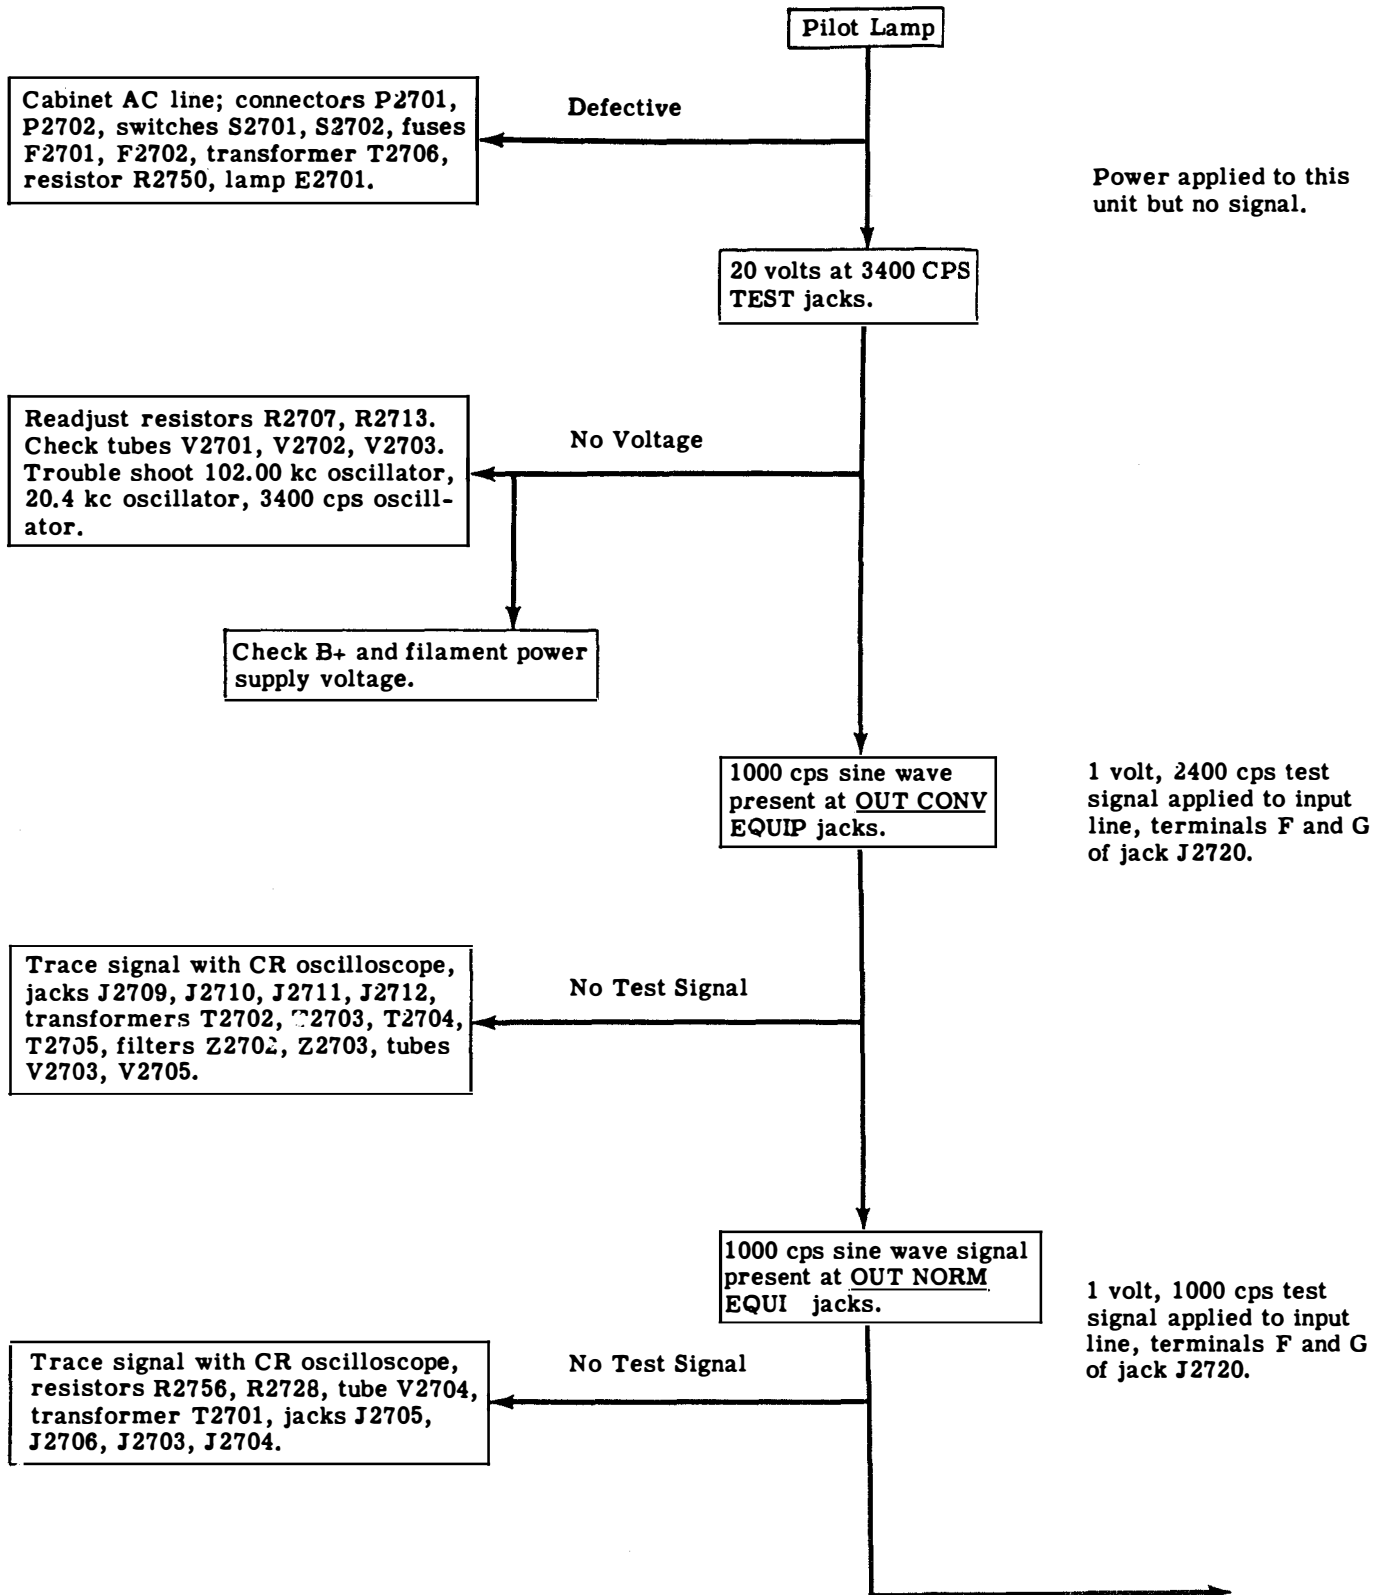 Pilot Lamp
Cabinet AC line; connectors P2701,
P2702, switches S2701, S2702, fuses
F2701, F2702, transformer T2706,
resistor R2750, lamp E2701.
Defective
Power applied to this
unit but no signal.
20 volts at 3400 CPS
TEST jacks.
Readjust resistors R2707, R2713.
Check tubes V2701, V2702, V2703.
Trouble shoot 102.00 kc oscillator,
20.4 kc oscillator, 3400 cps oscill-
ator.
No Voltage
Check B+ and filament power
supply voltage.
1000 cps sine wave
present at OUT CONV
EQUIP jacks.
1 volt, 2400 cps test
signal applied to input
line, terminals F and G
of jack J2720.
Trace signal with CR oscilloscope,
jacks J2709, J2710, J2711, J2712,
transformers T2702, T2703, T2704,
T2705, filters Z2702, Z2703, tubes
V2703, V2705.
No Test Signal
1000 cps sine wave signal
present at OUT NORM
EQUI jacks.
1 volt, 1000 cps test
signal applied to input
line, terminals F and G
of jack J2720.
Trace signal with CR oscilloscope,
resistors R2756, R2728, tube V2704,
transformer T2701, jacks J2705,
J2706, J2703, J2704.
No Test Signal